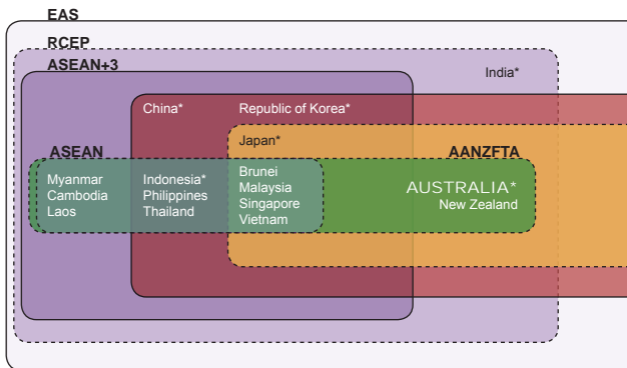 EAS
RCEP
ASEAN+3
India*
China*
Republic of Korea*
Japan*
ASEAN
AANZFTA
Myanmar
Cambodia
Laos
Indonesia*
Philippines
Thailand
Brunei
Malaysia
Singapore
Vietnam
AUSTRALIA*
New Zealand